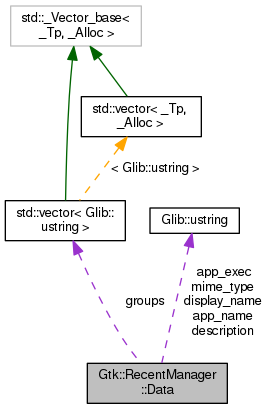 std::_Vector_base<
_Tp, _Alloc >
std::vector< _Tp,
_Alloc >
< Glib::ustring >
std::vector< Glib::
ustring >
Glib::ustring
groups
app_exec
mime_type
display_name
app_name
description
Gtk::RecentManager
::Data